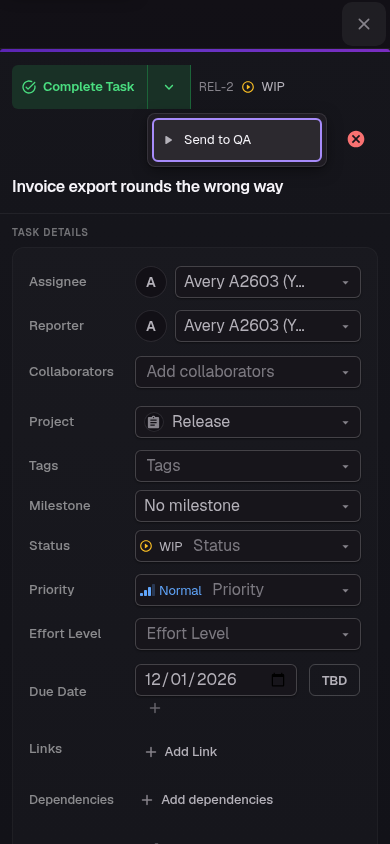 Complete Task REL-2 WIP
Send to QA
Invoice export rounds the wrong way
TASK DETAILS
Assignee A Avery A2603 (Y...
Reporter A Avery A2603 (Y...
Collaborators Add collaborators
Project Release
Tags Tags
Milestone No milestone
Status WIP Status
Priority Normal Priority
Effort Level Effort Level
Due Date 12/01/2026 TBD
Links Add Link
Dependencies Add dependencies